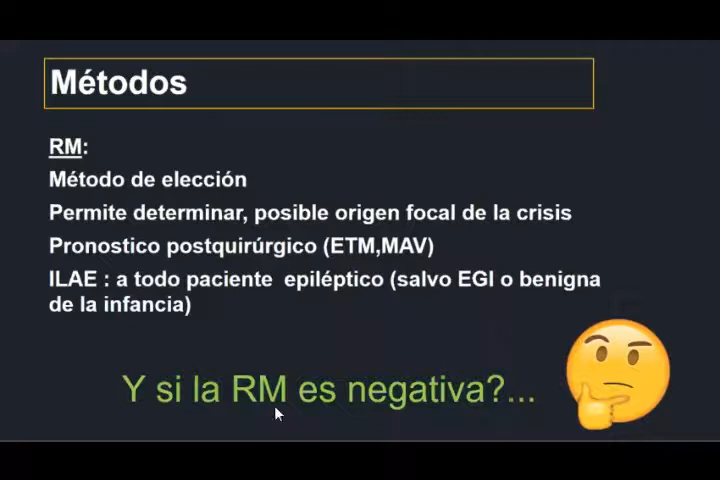 Métodos
RM:
Método de elección
Permite determinar, posible origen focal de la crisis
Pronostico postquirúrgico (ETM,MAV)
ILAE : a todo paciente  epiléptico (salvo EGI o benigna
de la infancia)
Y si la RM es negativa?...